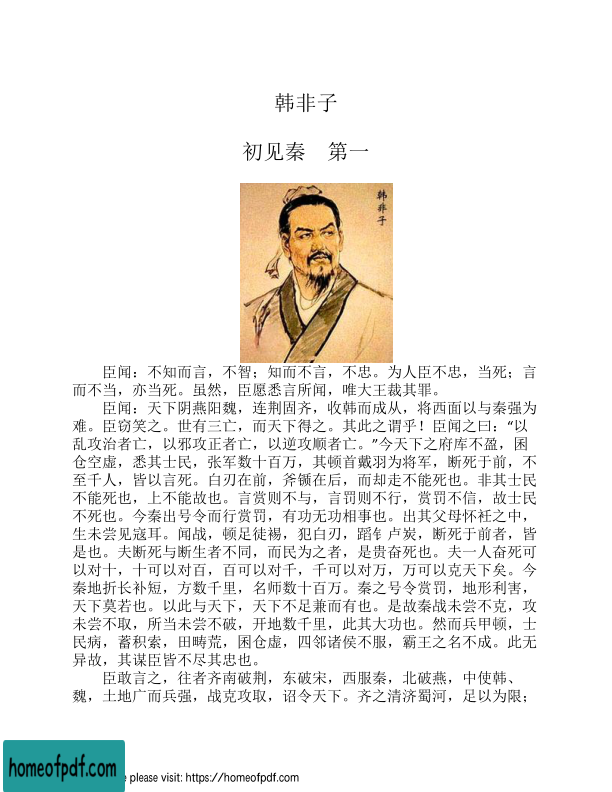 韩非子
初见秦 第一
韩非子
臣闻：不知而言，不智；知而不言，不忠。为人臣不忠，当死；言
而不当，亦当死。虽然，臣愿悉言所闻，唯大王裁其罪。
臣闻：天下阴燕阳魏，连荆固齐，收韩而成从，将西面以与秦强为
难。臣窃笑之。世有三亡，而天下得之。其此之谓乎！臣闻之曰：“以
乱攻治者亡，以邪攻正者亡，以逆攻顺者亡。”今天下之府库不盈，囷
仓空虚，悉其士民，张军数十百万，其顿首戴羽为将军，断死于前，不
至千人，皆以言死。白刃在前，斧锧在后，而却走不能死也。非其士民
不能死也，上不能故也。言赏则不与，言罚则不行，赏罚不信，故士民
不死也。今秦出号令而行赏罚，有功无功相事也。出其父母怀衽之中，
生未尝见寇耳。闻战，顿足徒裼，犯白刃，蹈钅卢炭，断死于前者，皆
是也。夫断死与断生者不同，而民为之者，是贵奋死也。夫一人奋死可
以对十，十可以对百，百可以对千，千可以对万，万可以克天下矣。今
秦地折长补短，方数千里，名师数十百万。秦之号令赏罚，地形利害，
天下莫若也。以此与天下，天下不足兼而有也。是故秦战未尝不克，攻
未尝不取，所当未尝不破，开地数千里，此其大功也。然而兵甲顿，士
民病，蓄积索，田畴荒，囷仓虚，四邻诸侯不服，霸王之名不成。此无
异故，其谋臣皆不尽其忠也。
臣敢言之，往者齐南破荆，东破宋，西服秦，北破燕，中使韩、
魏，土地广而兵强，战克攻取，诏令天下。齐之清济蜀河，足以为限；
homeofpdf.com
e please visit: https://homeofpdf.com